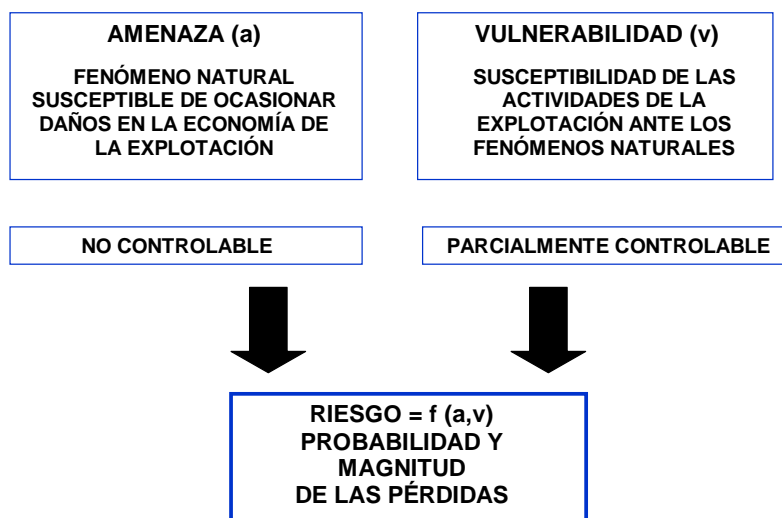 AMENAZA (a)
FENÓMENO NATURAL
SUSCEPTIBLE DE OCASIONAR
DAÑOS EN LA ECONOMÍA DE
LA EXPLOTACIÓN
VULNERABILIDAD (v)
SUSCEPTIBILIDAD DE LAS
ACTIVIDADES DE LA
EXPLOTACIÓN ANTE LOS
FENÓMENOS NATURALES
NO CONTROLABLE
PARCIALMENTE CONTROLABLE
RIESGO = f (a,v)
PROBABILIDAD Y
MAGNITUD
DE LAS PÉRDIDAS